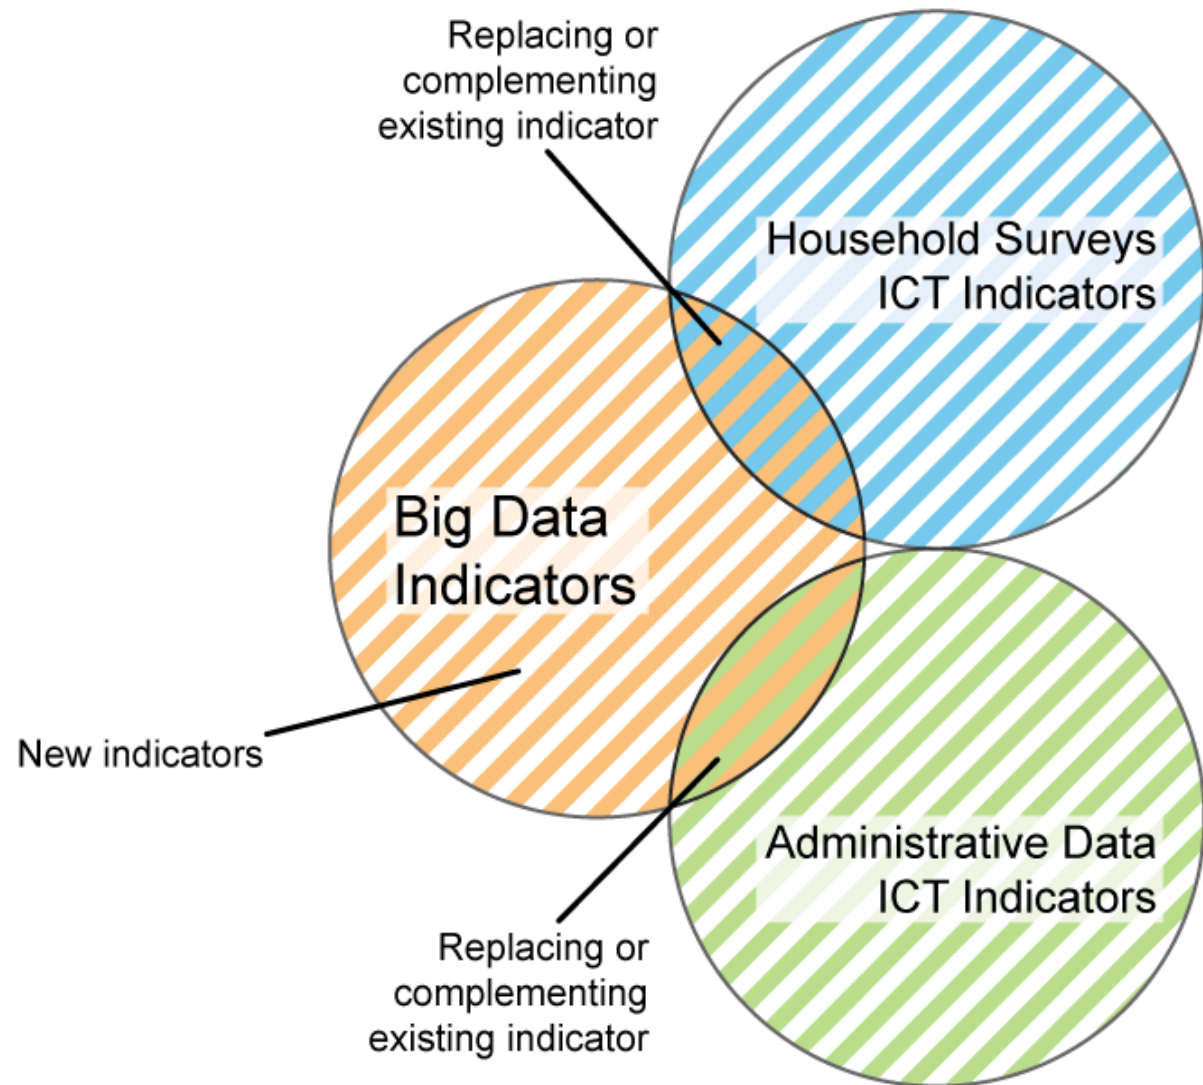 Replacing or
complementing
existing indicator
Household Surveys
ICT Indicators
Big Data
Indicators
New indicators
Administrative Data
ICT Indicators
Replacing or
complementing
existing indicator